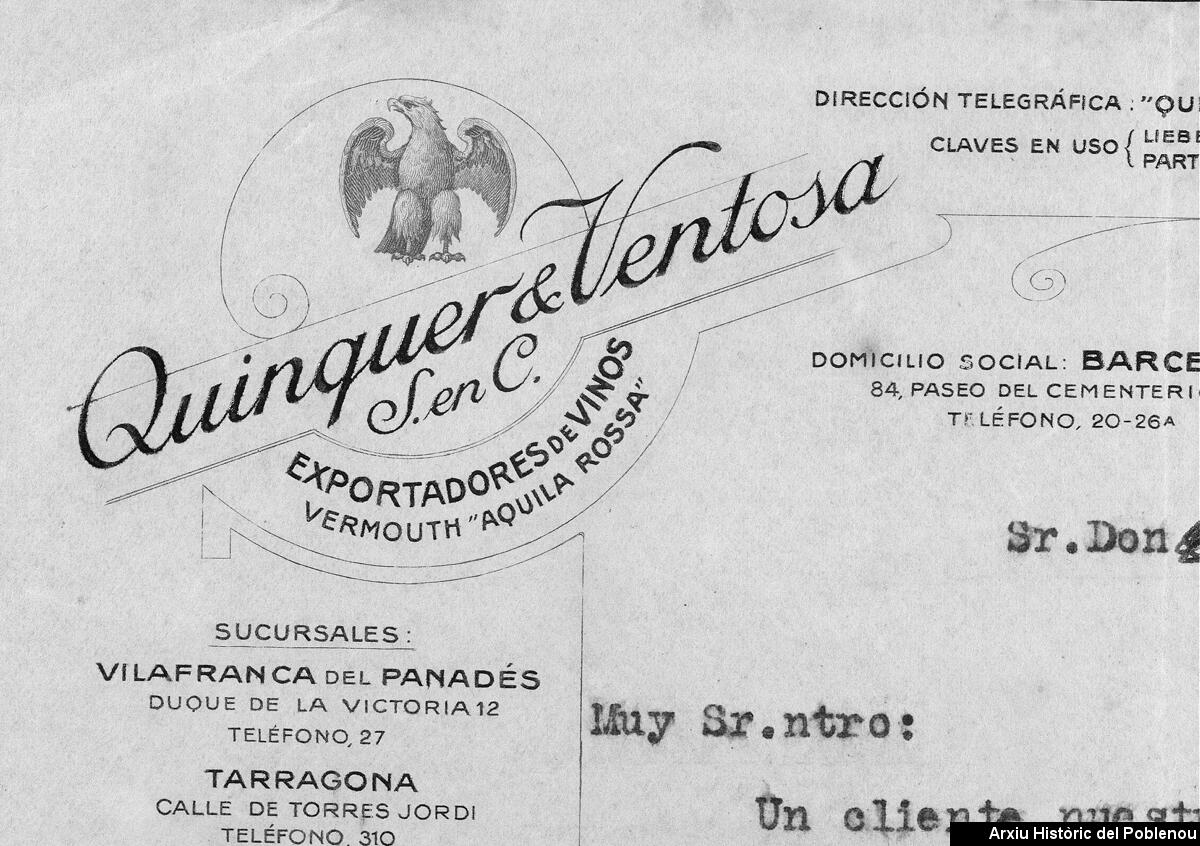 Quinquer & Ventosa
S. en C.
EXPORTADORES DE VINOS
VERMOUTH "AQUILA ROSSA"
DIRECCIÓN TELEGRÁFICA : "QU
CLAVES EN USO { LIEBE
PART
DOMICILIO SOCIAL: BARCE
84, PASEO DEL CEMENTERI
TELÉFONO, 20-26A
SUCURSALES:
VILAFRANCA DEL PANADÉS
DUQUE DE LA VICTORIA 12
TELÉFONO, 27
TARRAGONA
CALLE DE TORRES JORDI
TELÉFONO, 310
Sr.Don
Muy Sr.ntro:
Un cliente nuest
Arxiu Històric del Poblenou